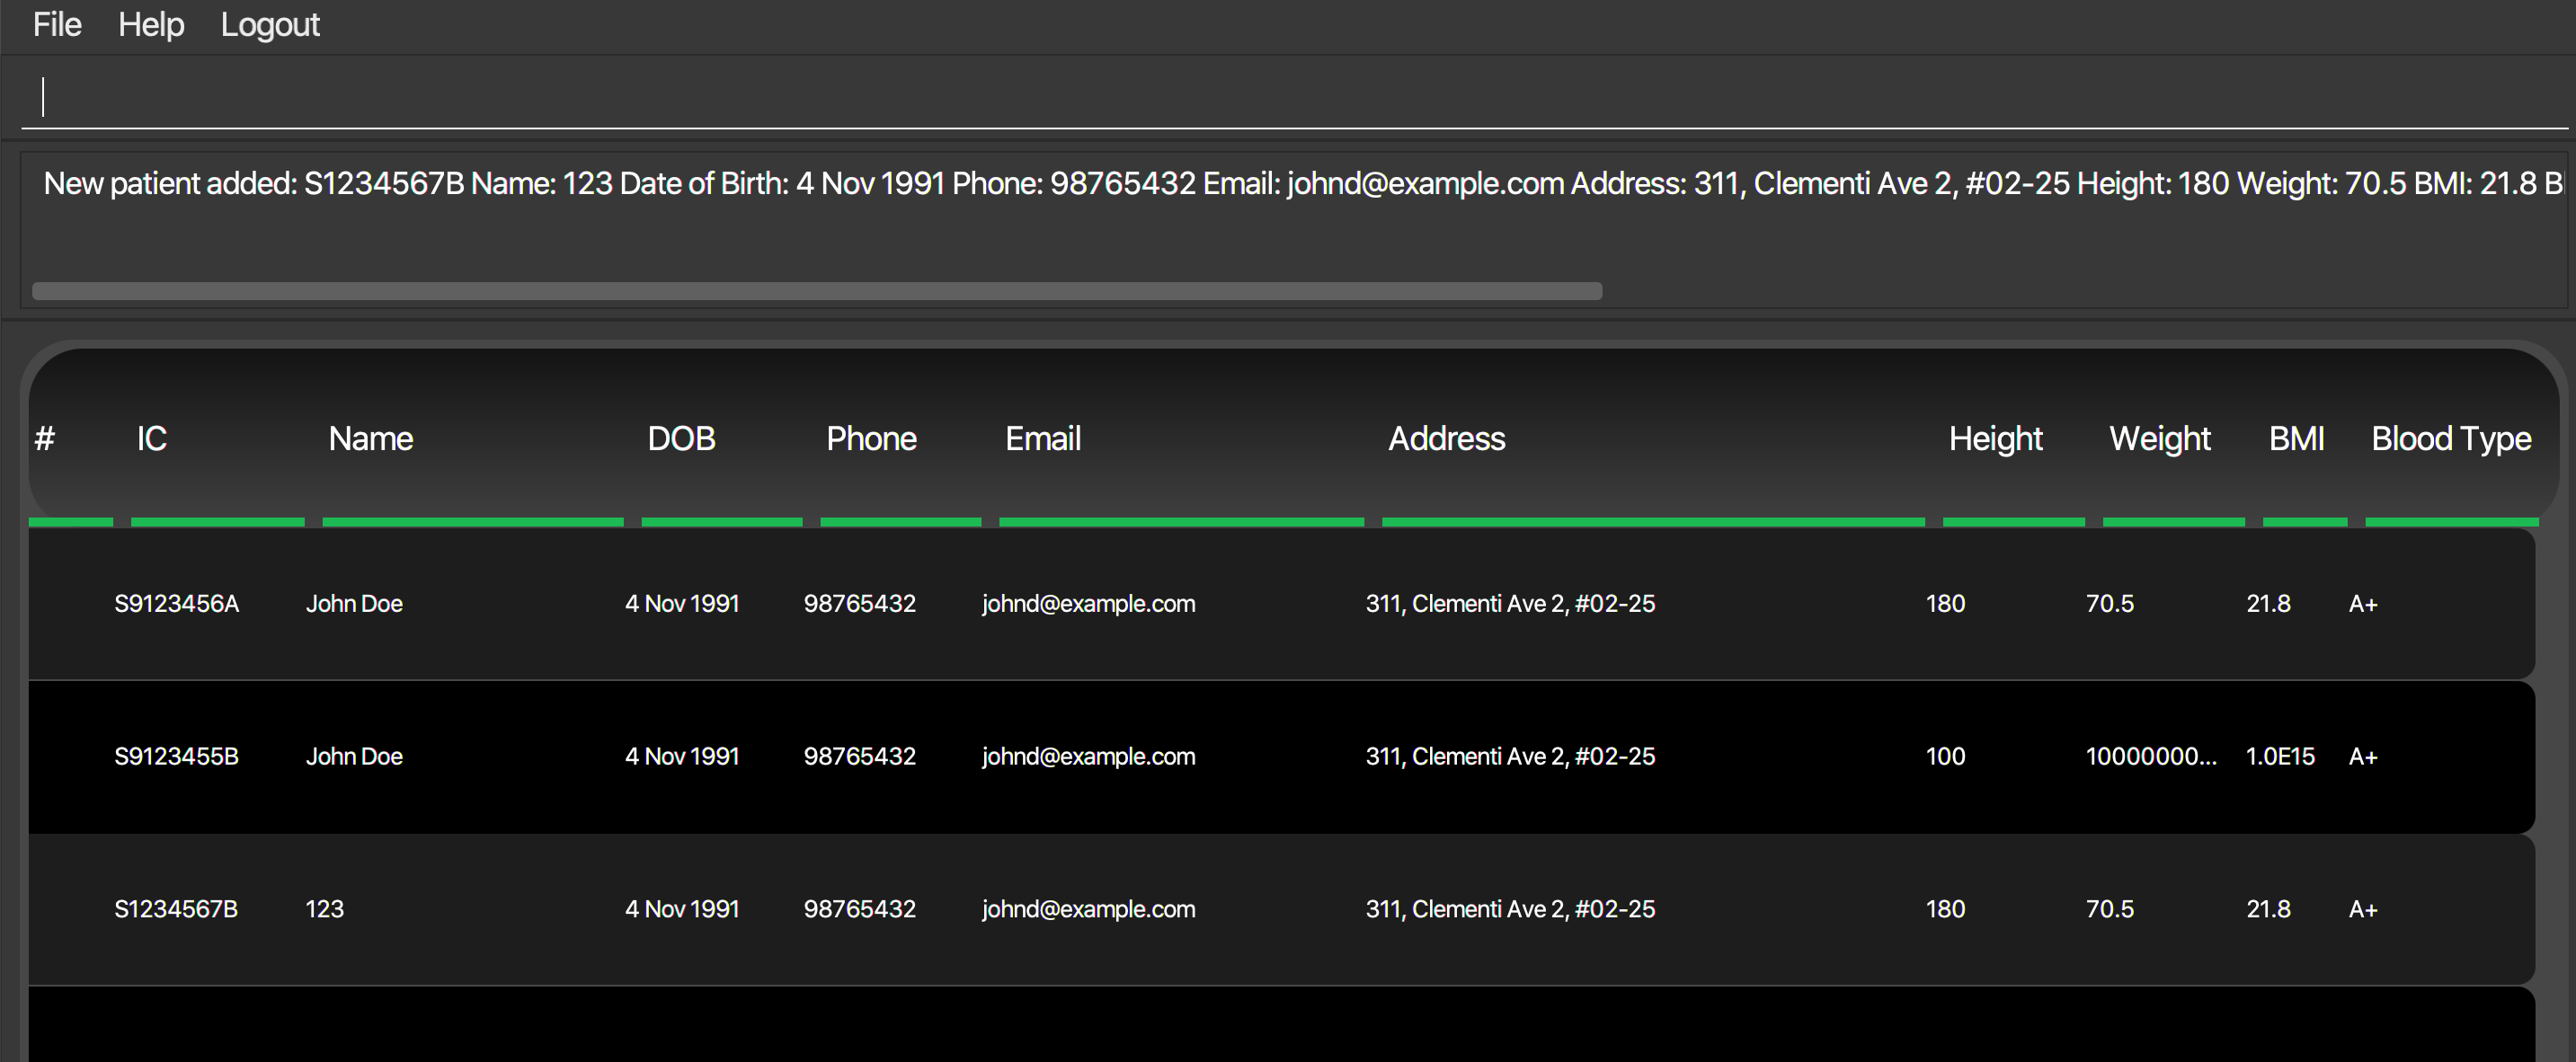 File Help Logout
New patient added: S1234567B Name: 123 Date of Birth: 4 Nov 1991 Phone: 98765432 Email: johnd@example.com Address: 311, Clementi Ave 2, #02-25 Height: 180 Weight: 70.5 BMI: 21.8 B
# IC Name DOB Phone Email Address Height Weight BMI Blood Type
S9123456A John Doe 4 Nov 1991 98765432 johnd@example.com 311, Clementi Ave 2, #02-25 180 70.5 21.8 A+
S9123455B John Doe 4 Nov 1991 98765432 johnd@example.com 311, Clementi Ave 2, #02-25 100 10000000... 1.0E15 A+
S1234567B 123 4 Nov 1991 98765432 johnd@example.com 311, Clementi Ave 2, #02-25 180 70.5 21.8 A+